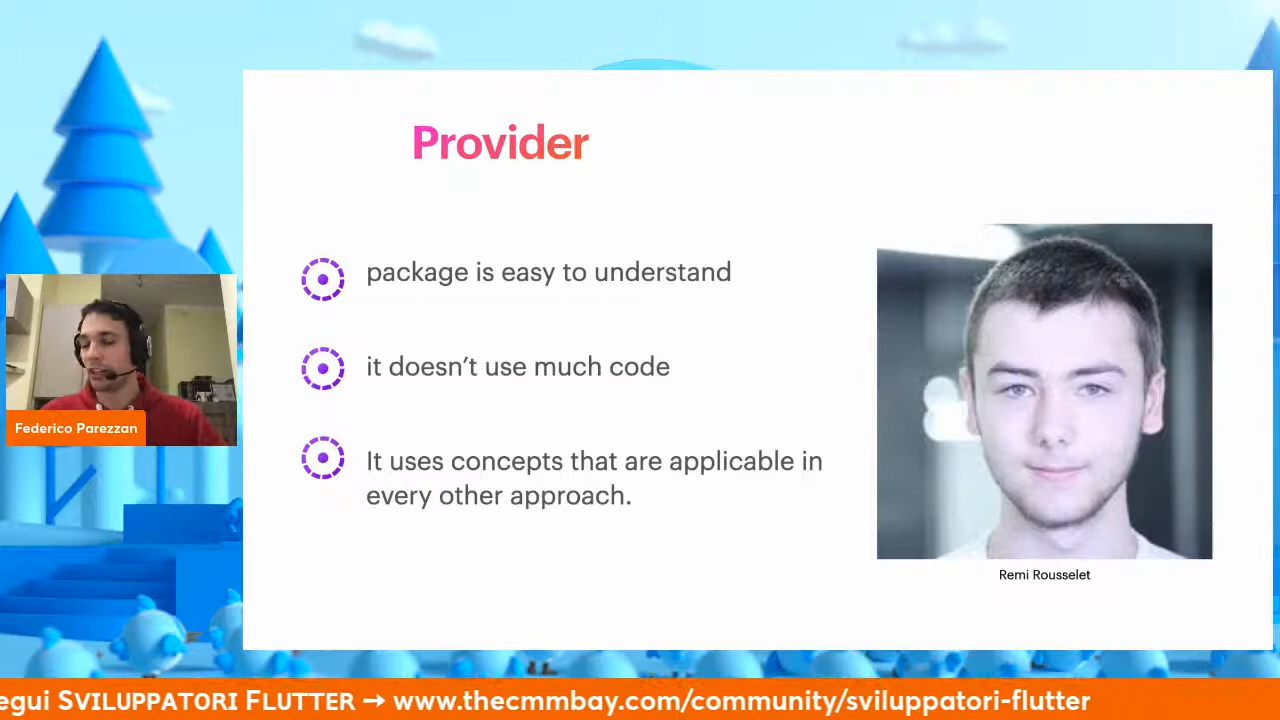 Provider
package is easy to understand
it doesn’t use much code
It uses concepts that are applicable in
every other approach.
Remi Rousselet
Federico Parezzan
egui SVILUPPATORI FLUTTER → www.thecmmbay.com/community/sviluppatori-flutter